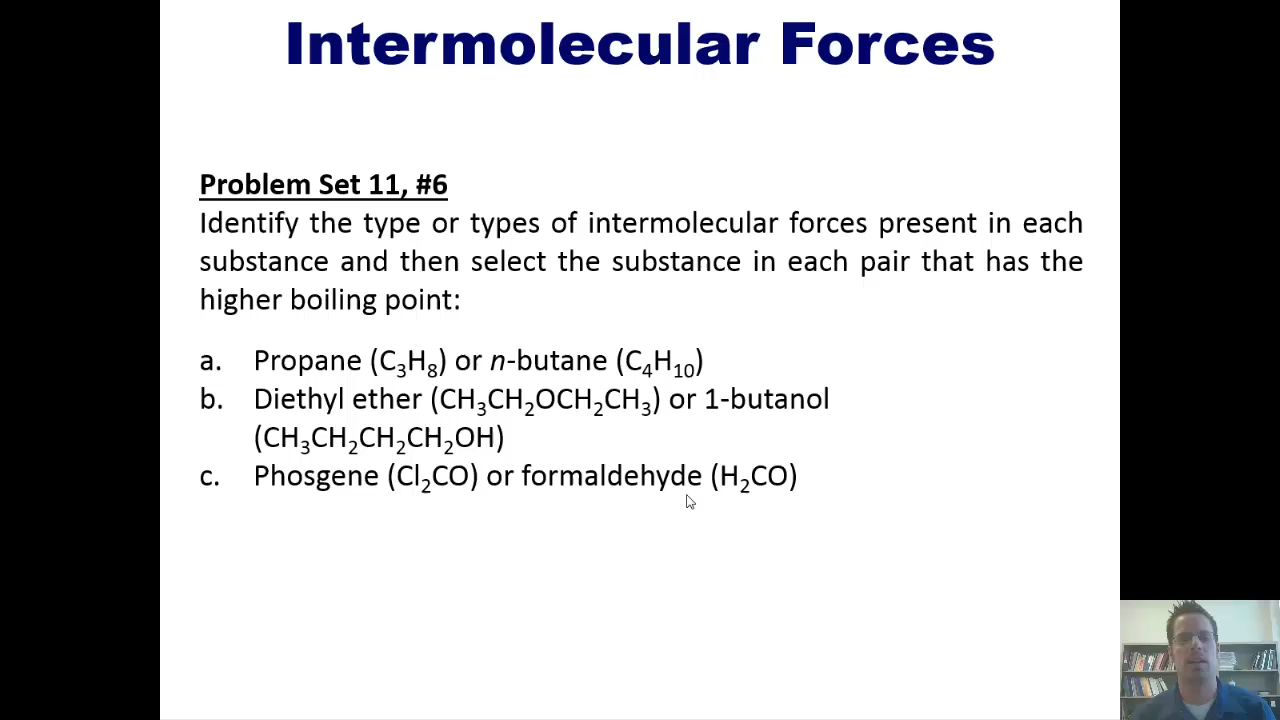 Intermolecular Forces
Problem Set 11, #6
Identify the type or types of intermolecular forces present in each
substance and then select the substance in each pair that has the
higher boiling point:
a. Propane (C₃H₈) or n-butane (C₄H₁₀)
b. Diethyl ether (CH₃CH₂OCH₂CH₃) or 1-butanol
(CH₃CH₂CH₂CH₂OH)
c. Phosgene (Cl₂CO) or formaldehyde (H₂CO)